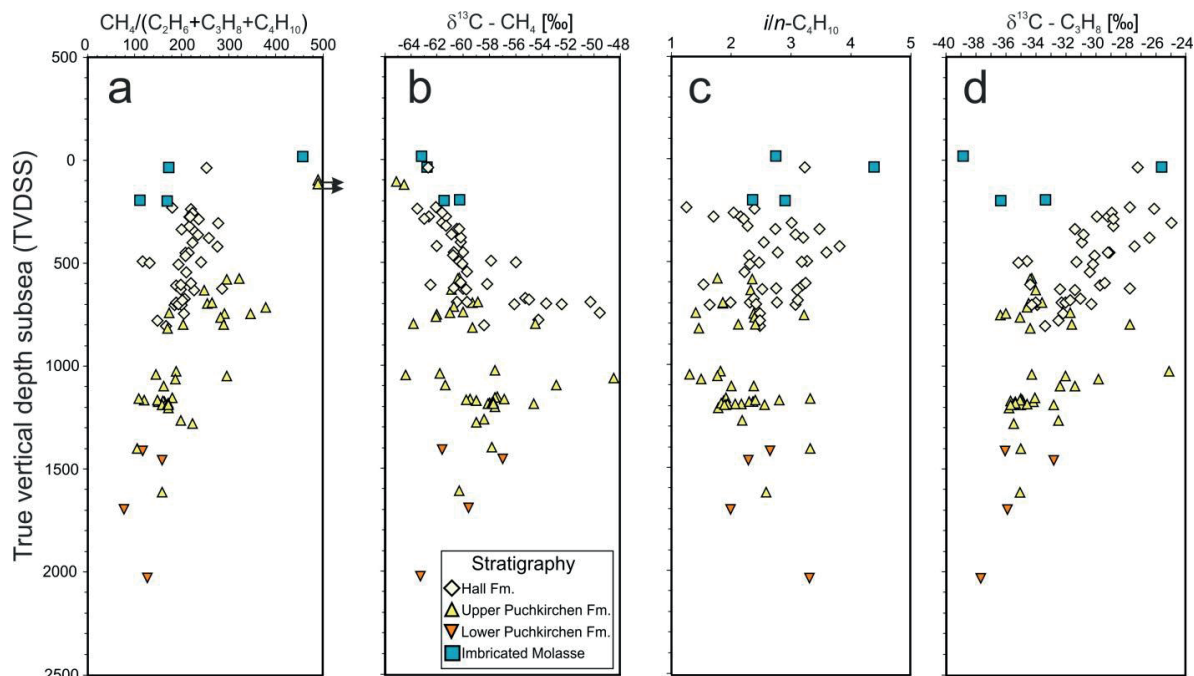 CH₄/(C₂H₆+C₃H₈+C₄H₁₀)
0 100 200 300 400 500
δ¹³C - CH₄ [‰]
-64 -62 -60 -58 -56 -54 -52 -50 -48
i/n-C₄H₁₀
1 2 3 4 5
δ¹³C - C₃H₈ [‰]
-40 -38 -36 -34 -32 -30 -28 -26 -24
True vertical depth subsea (TVDSS)
500
0
500
1000
1500
2000
2500
a
b
c
d
Stratigraphy
Hall Fm.
Upper Puchkirchen Fm.
Lower Puchkirchen Fm.
Imbricated Molasse